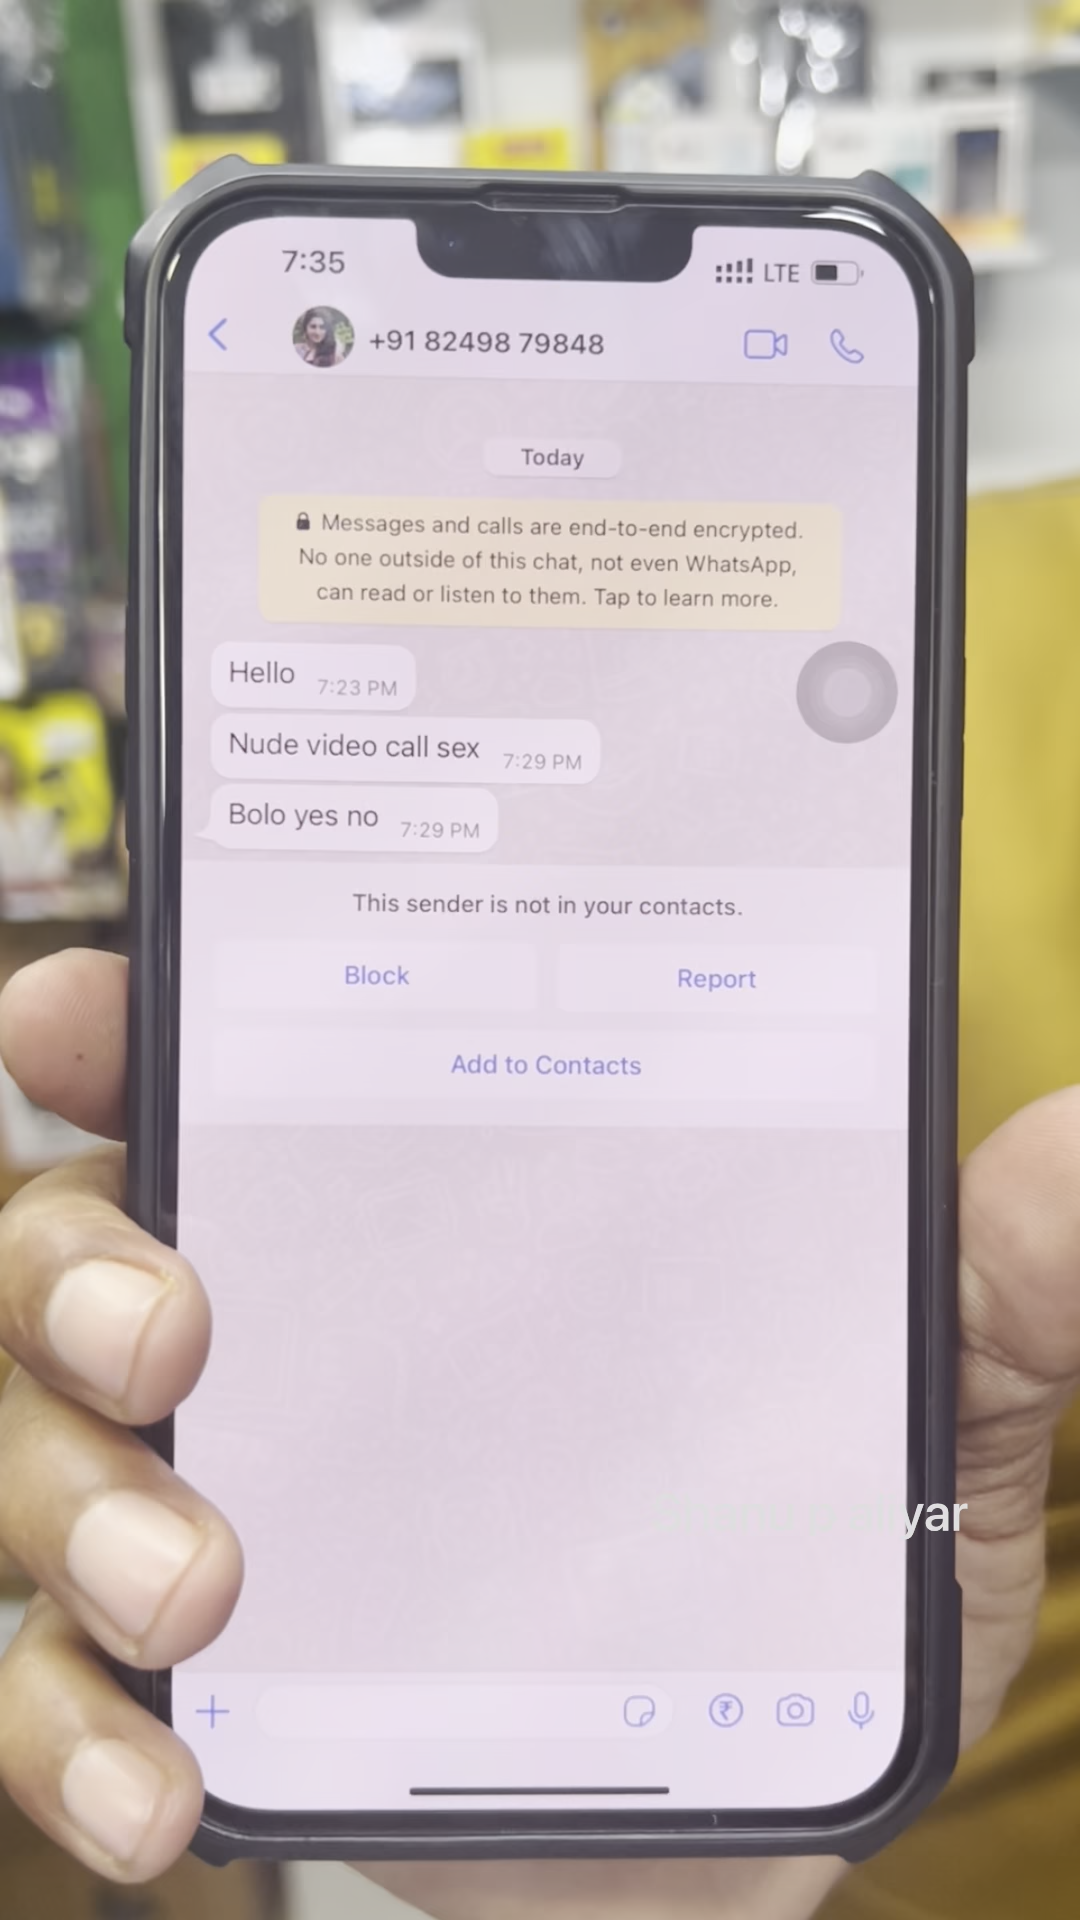 7:35
LTE
+91 82498 79848
Today
Messages and calls are end-to-end encrypted.
No one outside of this chat, not even WhatsApp,
can read or listen to them. Tap to learn more.
Hello 7:23 PM
Nude video call sex 7:29 PM
Bolo yes no 7:29 PM
This sender is not in your contacts.
Block
Report
Add to Contacts